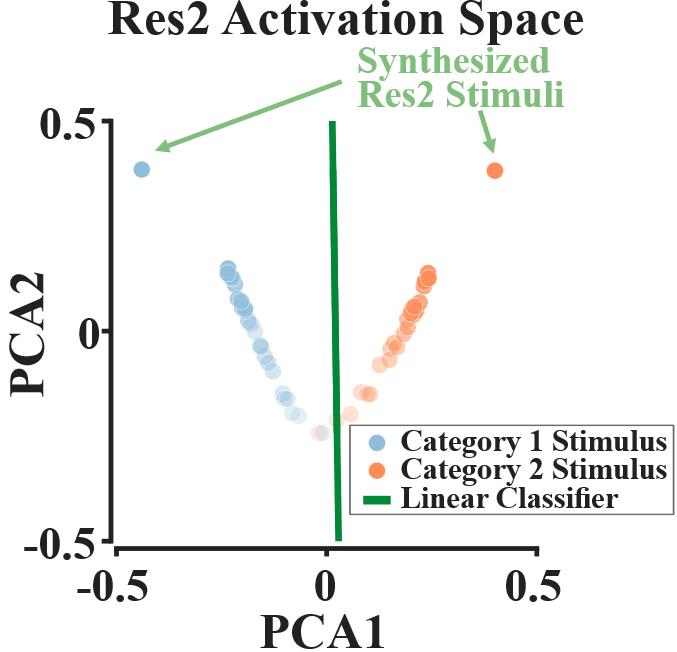 Res2 Activation Space
Synthesized
Res2 Stimuli
0.5
0
-0.5
PCA2
-0.5
0
0.5
PCA1
Category 1 Stimulus
Category 2 Stimulus
Linear Classifier